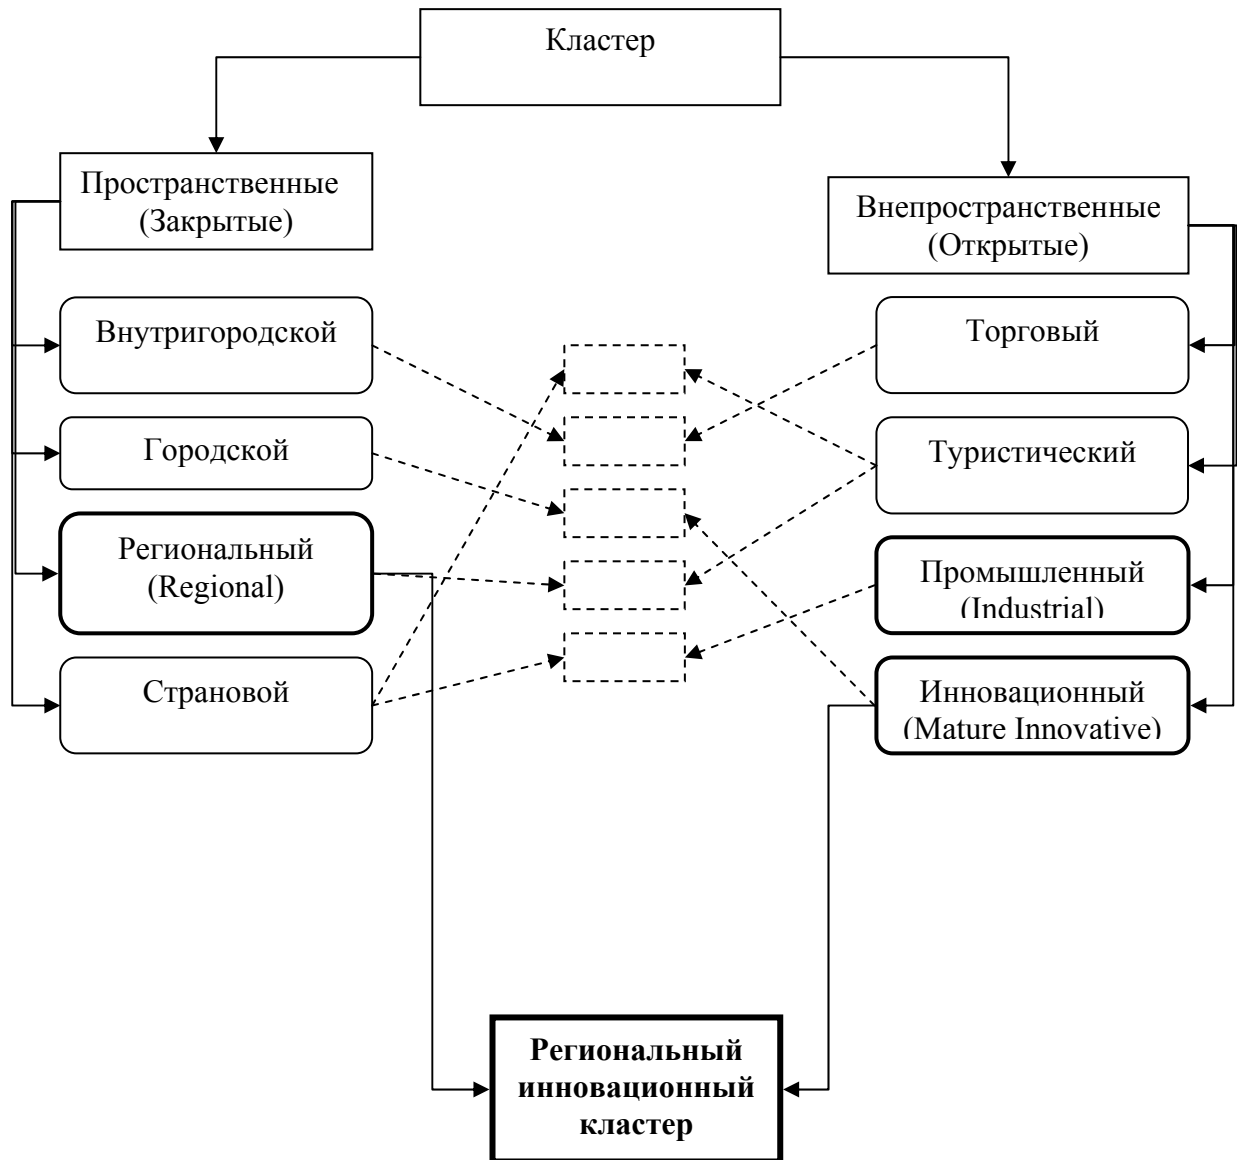 Кластер
Пространственные
(Закрытые)
Внепространственные
(Открытые)
Внутригородской
Торговый
Городской
Туристический
Региональный
(Regional)
Промышленный
(Industrial)
Страновой
Инновационный
(Mature Innovative)
Региональный
инновационный
кластер